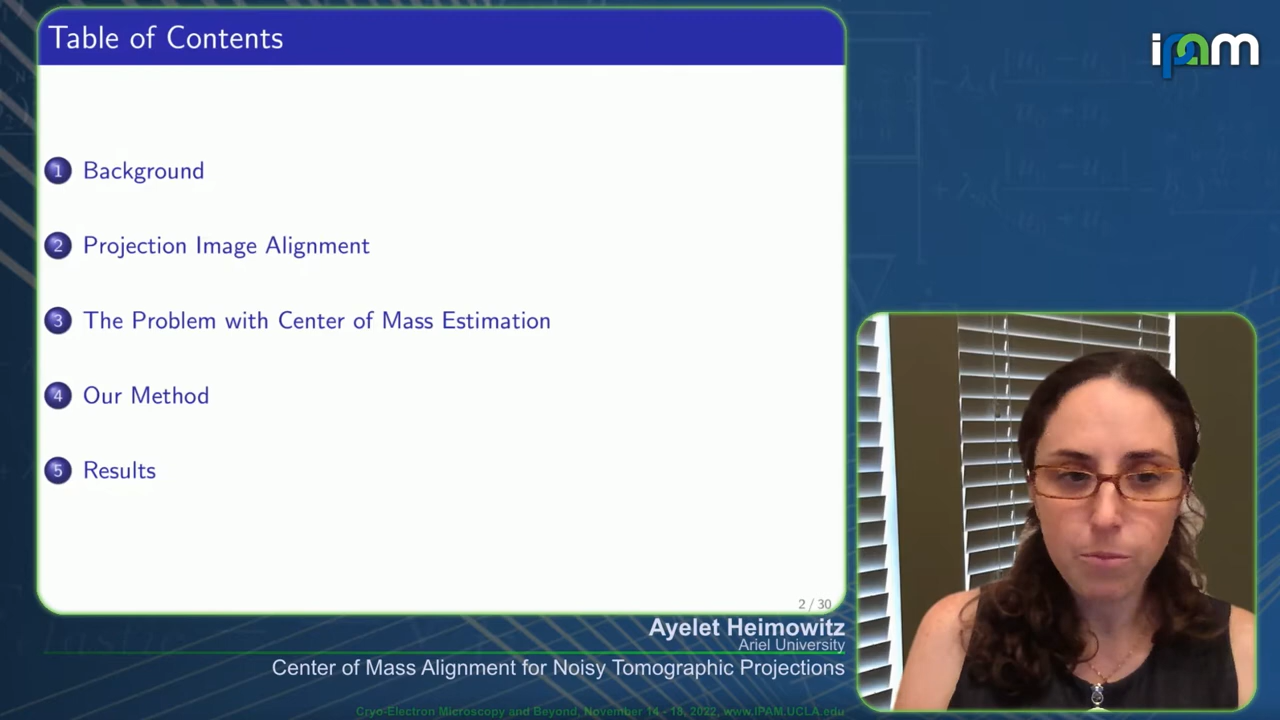 Table of Contents
ipam
1 Background
2 Projection Image Alignment
3 The Problem with Center of Mass Estimation
4 Our Method
5 Results
2 / 30
Ayelet Heimowitz
Ariel University
Center of Mass Alignment for Noisy Tomographic Projections
Cryo-Electron Microscopy and Beyond, November 14 - 18, 2022, www.IPAM.UCLA.edu